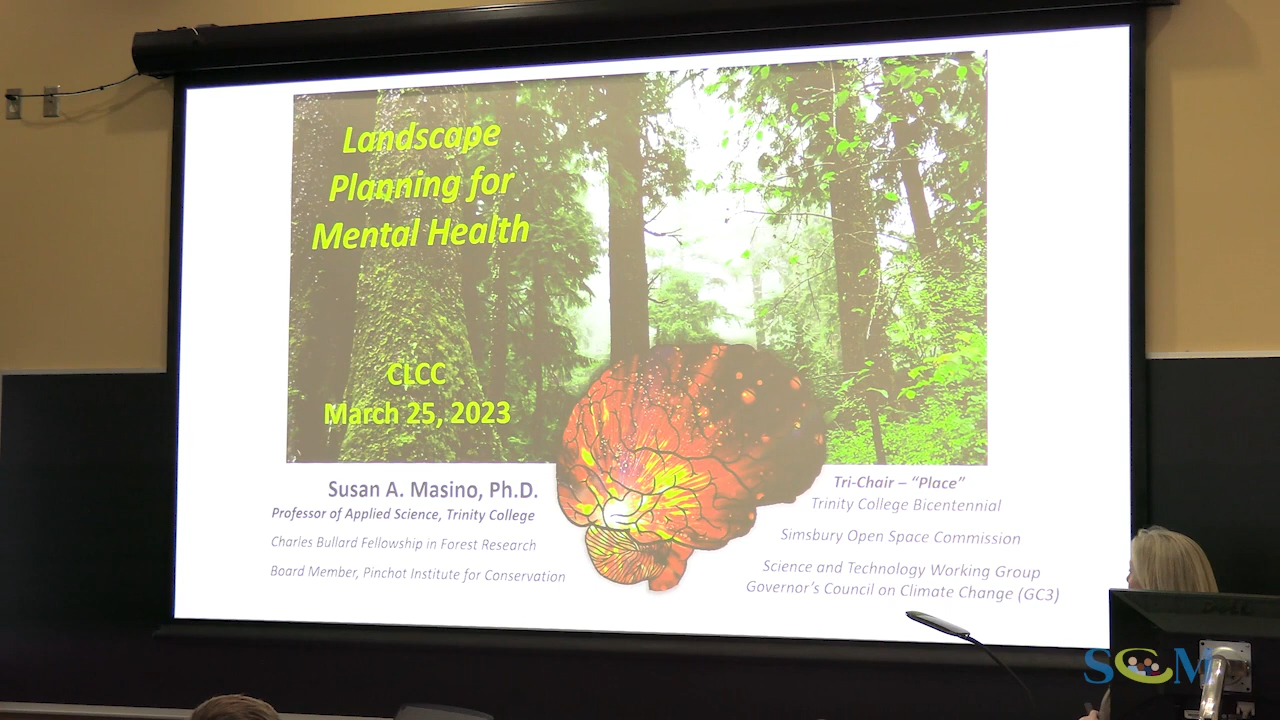 Landscape
Planning for
Mental Health
CLCC
March 25, 2023
Susan A. Masino, Ph.D.
Professor of Applied Science, Trinity College
Charles Bullard Fellowship in Forest Research
Board Member, Pinchot Institute for Conservation
Tri-Chair – “Place”
Trinity College Bicentennial
Simsbury Open Space Commission
Science and Technology Working Group
Governor’s Council on Climate Change (GC3)
SCM